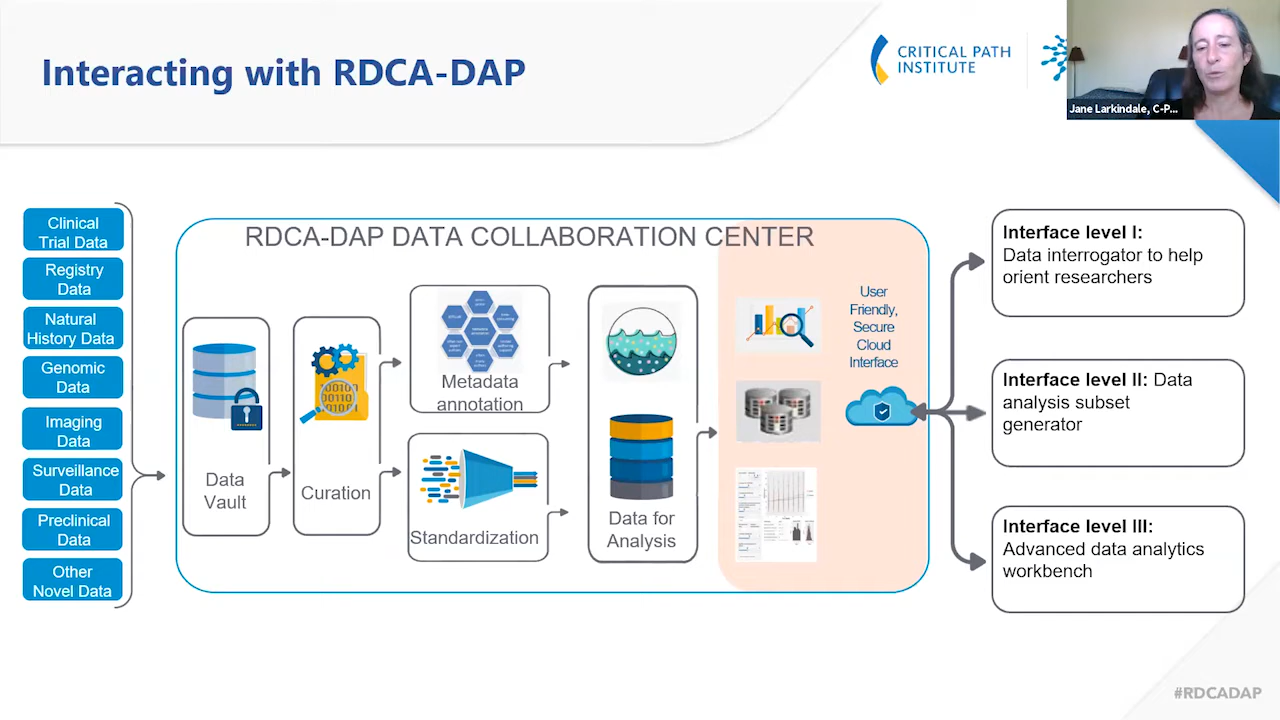 Interacting with RDCA-DAP
CRITICAL PATH
INSTITUTE
Jane Larkindale, C-P...
Clinical
Trial Data
Registry
Data
Natural
History Data
Genomic
Data
Imaging
Data
Surveillance
Data
Preclinical
Data
Other
Novel Data
RDCA-DAP DATA COLLABORATION CENTER
Data
Vault
Curation
Metadata
annotation
Standardization
Data for
Analysis
User
Friendly,
Secure
Cloud
Interface
Interface level I:
Data interrogator to help
orient researchers
Interface level II: Data
analysis subset
generator
Interface level III:
Advanced data analytics
workbench
#RDCADAP